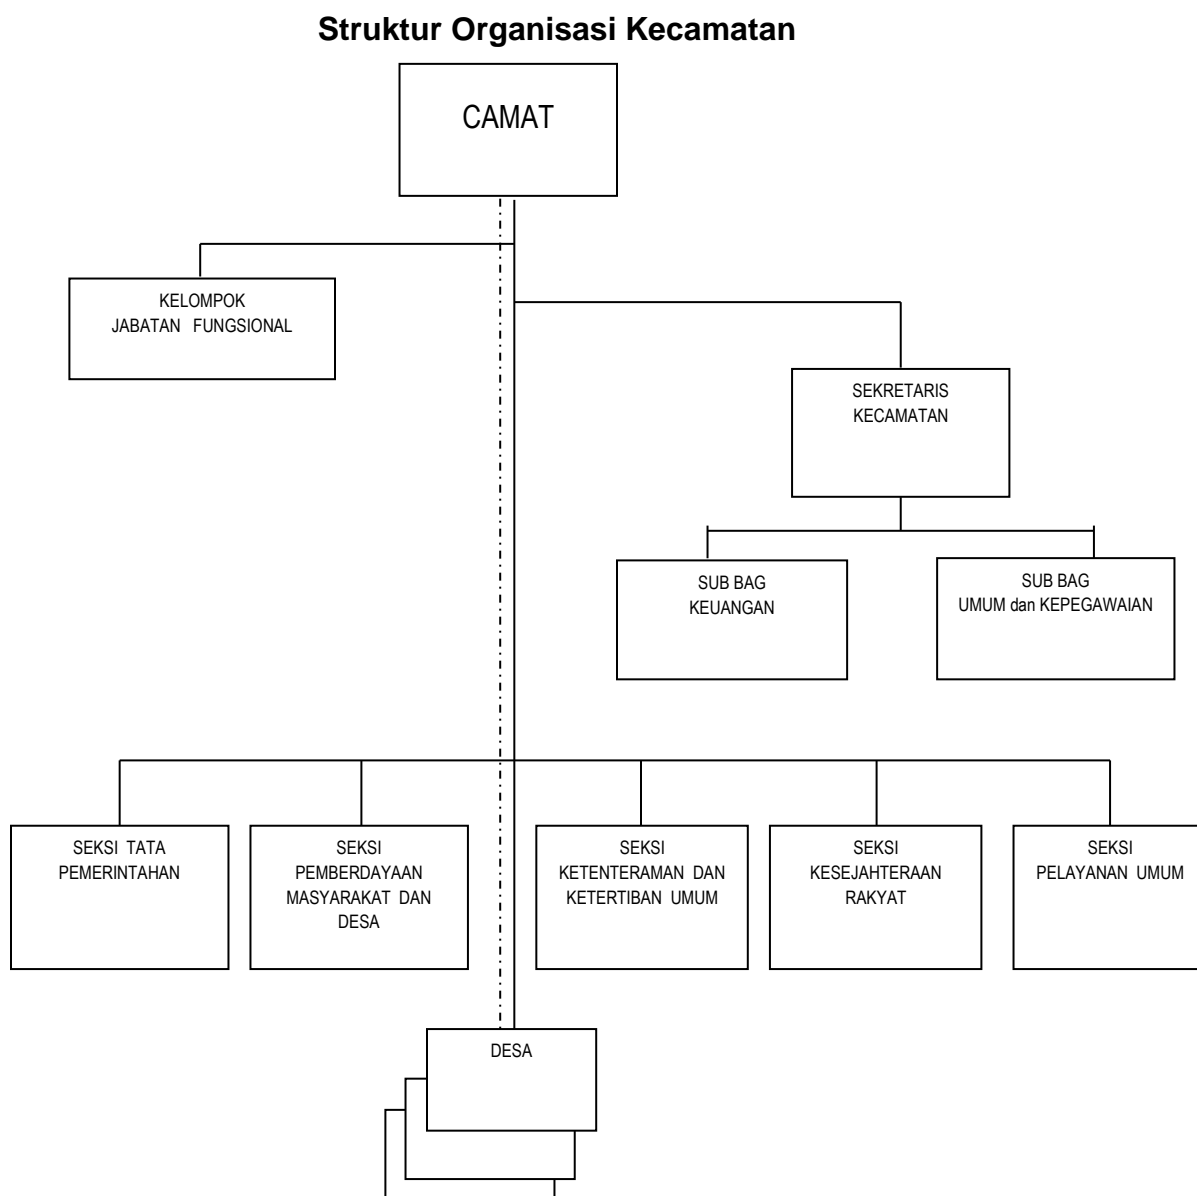 Struktur Organisasi Kecamatan
CAMAT
KELOMPOK
JABATAN FUNGSIONAL
SEKRETARIS
KECAMATAN
SUB BAG
KEUANGAN
SUB BAG
UMUM dan KEPEGAWAIAN
SEKSI TATA
PEMERINTAHAN
SEKSI
PEMBERDAYAAN
MASYARAKAT DAN
DESA
SEKSI
KETENTERAMAN DAN
KETERTIBAN UMUM
SEKSI
KESEJAHTERAAN
RAKYAT
SEKSI
PELAYANAN UMUM
DESA